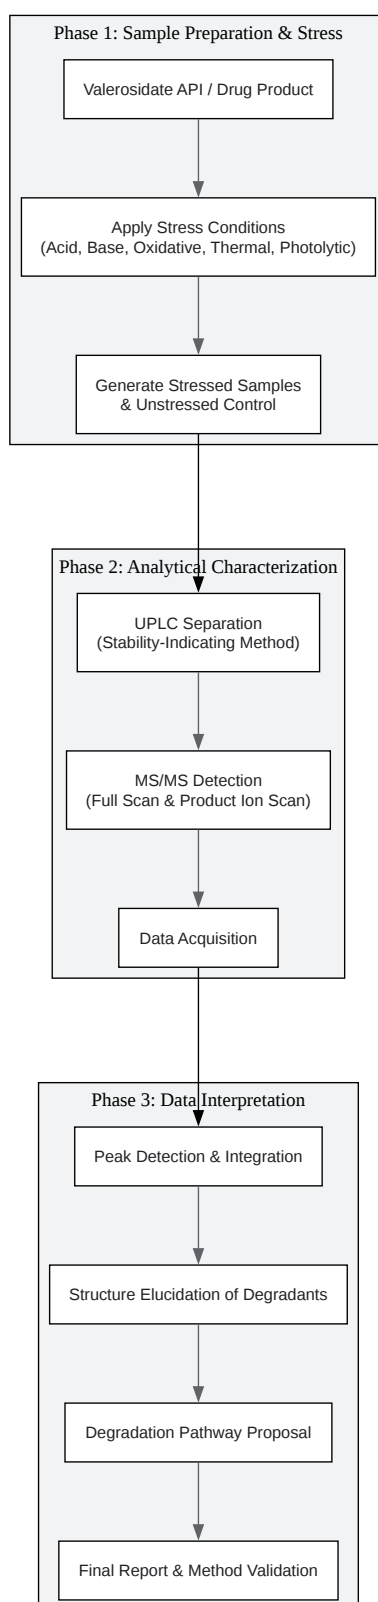 Phase 1: Sample Preparation & Stress
Valerosidate API / Drug Product
Apply Stress Conditions
(Acid, Base, Oxidative, Thermal, Photolytic)
Generate Stressed Samples
& Unstressed Control
Phase 2: Analytical Characterization
UPLC Separation
(Stability-Indicating Method)
MS/MS Detection
(Full Scan & Product Ion Scan)
Data Acquisition
Phase 3: Data Interpretation
Peak Detection & Integration
Structure Elucidation of Degradants
Degradation Pathway Proposal
Final Report & Method Validation